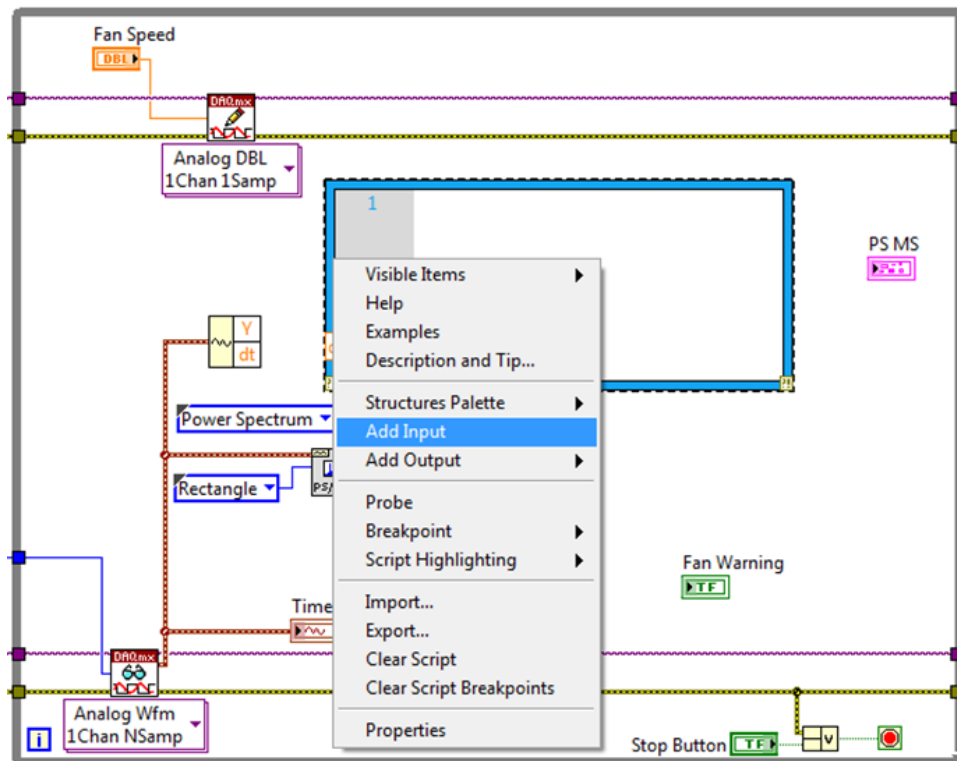 Fan Speed
DBL
DAQmx
Analog DBL
1Chan 1Samp
1
PS MS
Visible Items
Help
Examples
Description and Tip...
Y
dt
Structures Palette
Power Spectrum
Add Input
Add Output
Rectangle
PS/
Probe
Breakpoint
Script Highlighting
Fan Warning
TF
Time
Import...
Export...
Clear Script
DAQmx
Clear Script Breakpoints
Analog Wfm
1Chan NSamp
i
Properties
Stop Button
TF
V